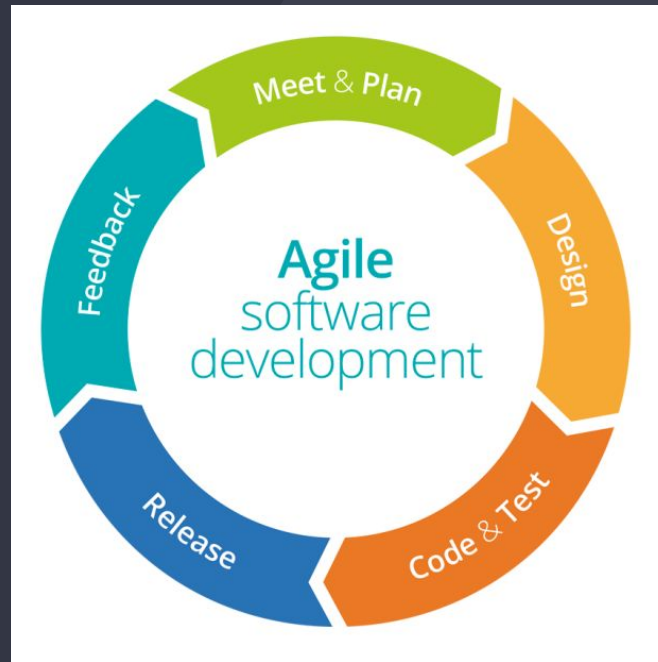 Agile
software
development
Meet & Plan
Design
Code & Test
Release
Feedback